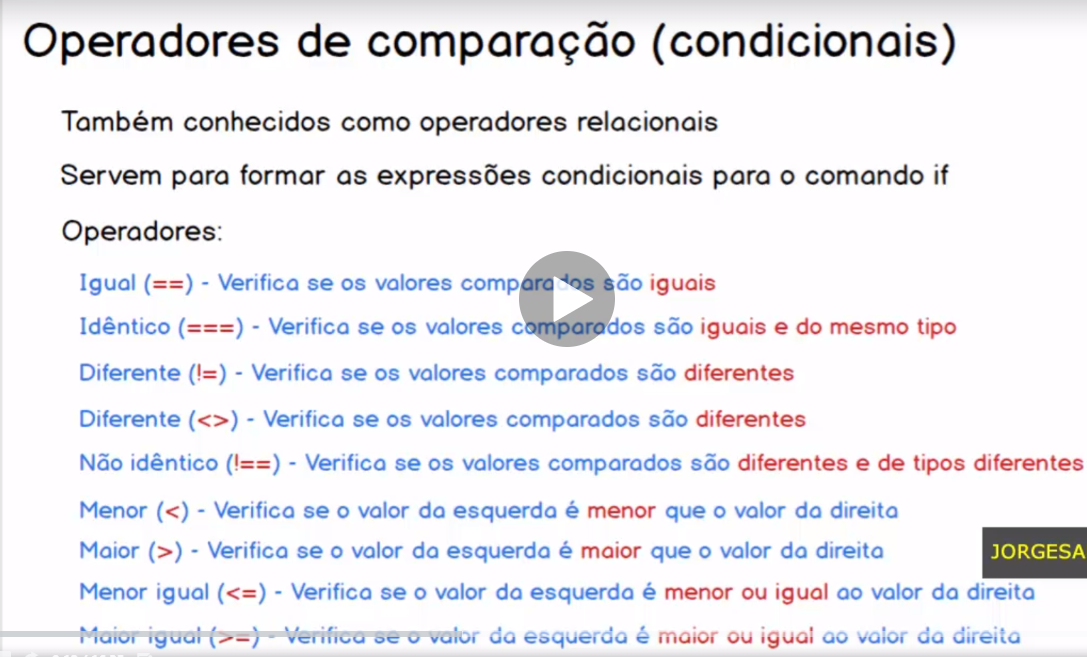 Operadores de comparação (condicionais)
Também conhecidos como operadores relacionais
Servem para formar as expressões condicionais para o comando if
Operadores:
Igual (==) - Verifica se os valores comparados são iguais
Idêntico (===) - Verifica se os valores comparados são iguais e do mesmo tipo
Diferente (!=) - Verifica se os valores comparados são diferentes
Diferente (<>) - Verifica se os valores comparados são diferentes
Não idêntico (!==) - Verifica se os valores comparados são diferentes e de tipos diferentes
Menor (<) - Verifica se o valor da esquerda é menor que o valor da direita
Maior (>) - Verifica se o valor da esquerda é maior que o valor da direita
JORGESA
Menor igual (<=) - Verifica se o valor da esquerda é menor ou igual ao valor da direita
Maior igual (>=) - Verifica se o valor da esquerda é maior ou igual ao valor da direita